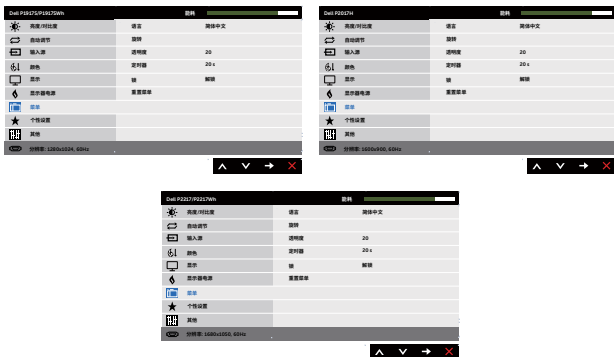 Dell P1917S/P1917SWh 能耗
亮度/对比度 语言 简体中文
自动调节 旋转
输入源 透明度 20
颜色 定时器 20 s
显示 锁 解锁
显示器电源 重置菜单
菜单
个性设置
其他
分辨率: 1280x1024, 60Hz
Dell P2017H 能耗
亮度/对比度 语言 简体中文
自动调节 旋转
输入源 透明度 20
颜色 定时器 20 s
显示 锁 解锁
显示器电源 重置菜单
菜单
个性设置
其他
分辨率: 1600x900, 60Hz
Dell P2217/P2217Wh 能耗
亮度/对比度 语言 简体中文
自动调节 旋转
输入源 透明度 20
颜色 定时器 20 s
显示 锁 解锁
显示器电源 重置菜单
菜单
个性设置
其他
分辨率: 1680x1050, 60Hz